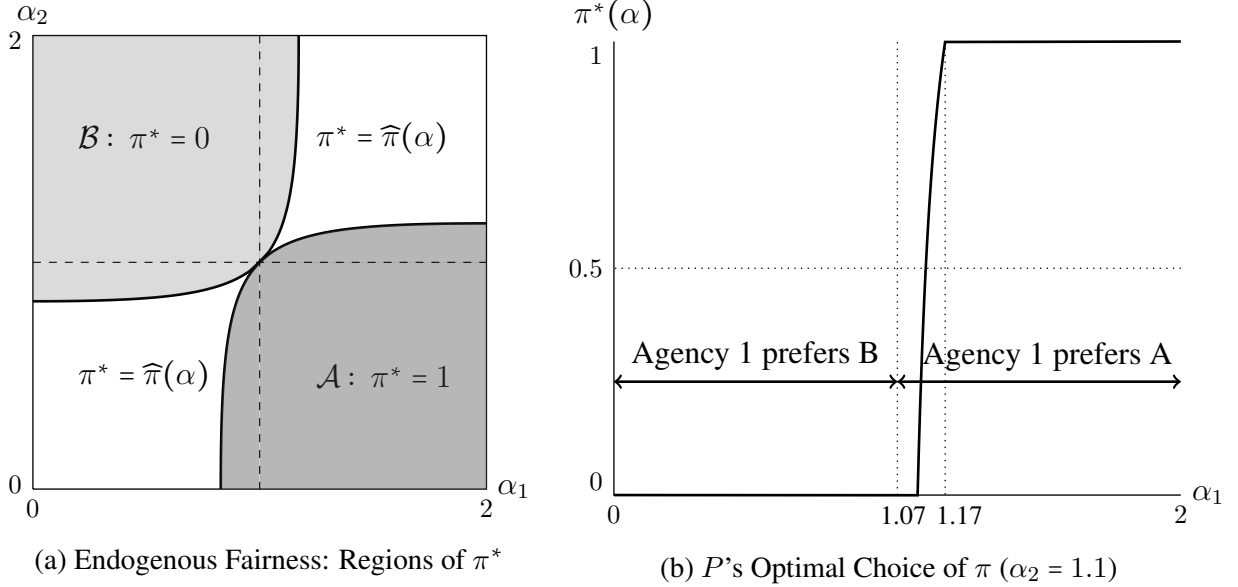 α₂
2
ℬ : π* = 0
π* = π̂(α)
π* = π̂(α)
𝒜 : π* = 1
0
0
2
α₁
(a) Endogenous Fairness: Regions of π*
π*(α)
1
0.5
Agency 1 prefers B
Agency 1 prefers A
0
0
1.07
1.17
2
α₁
(b) P's Optimal Choice of π (α₂ = 1.1)